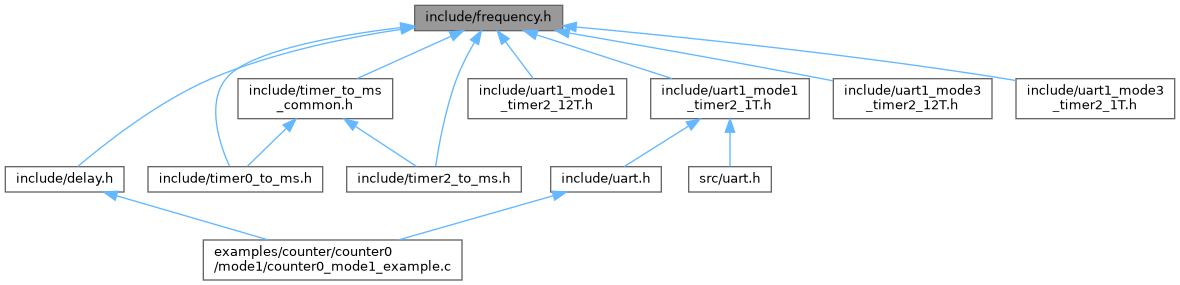 include/frequency.h
include/timer_to_ms
_common.h
include/uart1_mode1
_timer2_12T.h
include/uart1_mode1
_timer2_1T.h
include/uart1_mode3
_timer2_12T.h
include/uart1_mode3
_timer2_1T.h
include/delay.h
include/timer0_to_ms.h
include/timer2_to_ms.h
include/uart.h
src/uart.h
examples/counter/counter0
/mode1/counter0_mode1_example.c